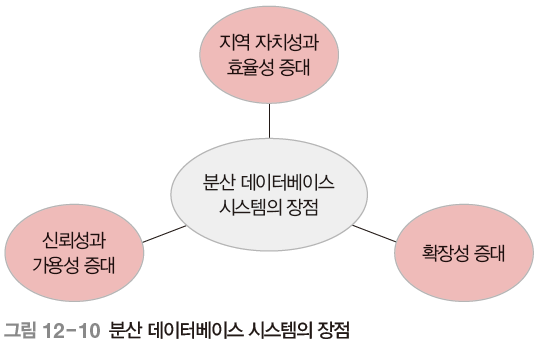 지역 자치성과
효율성 증대
분산 데이터베이스
시스템의 장점
신뢰성과
가용성 증대
확장성 증대
그림 12-10 분산 데이터베이스 시스템의 장점